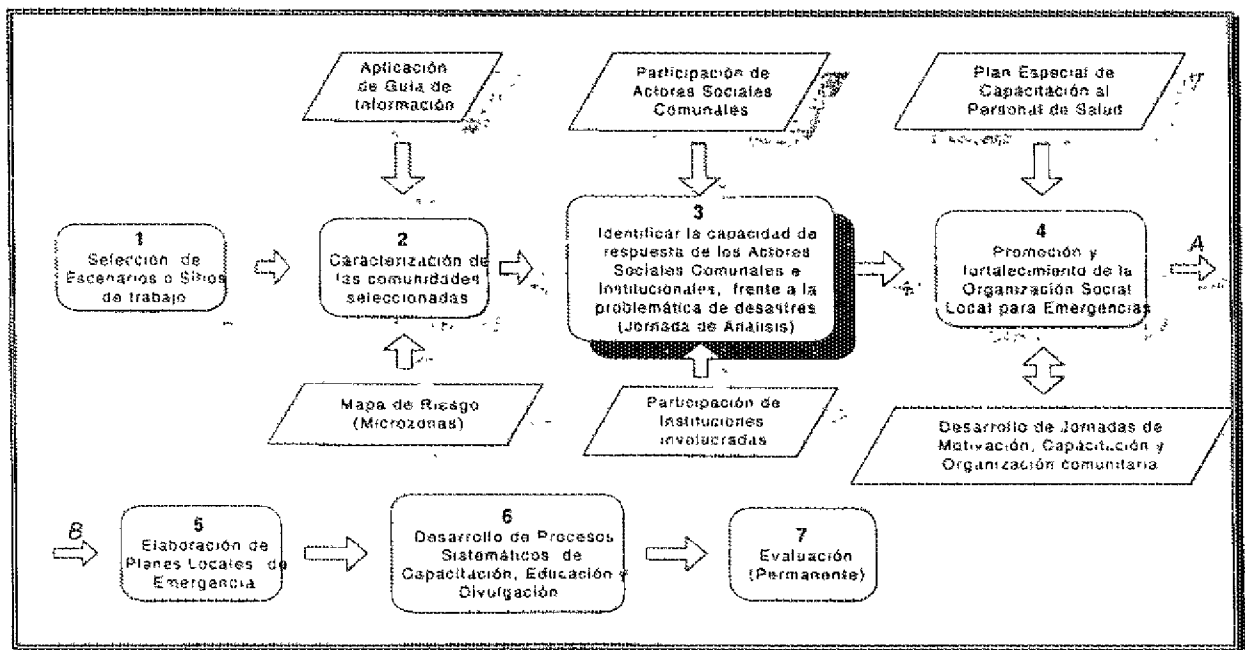 Aplicación
de Guía de
Información
Participación de
Actores Sociales
Comunales
Plan Especial de
Capacitación al
Personal de Salud
1
Selección de
Escenarios o Sitios
de trabajo
2
Caracterización de
las comunidades
seleccionadas
3
Identificar la capacidad de
respuesta de los Actores
Sociales Comunales e
Institucionales, frente a la
problemática de desastres
(Jornada de Análisis)
4
Promoción y
fortalecimiento de la
Organización Social
Local para Emergencias
A
Mapa de Riesgo
(Microzonas)
Participación de
Instituciones
involucradas
Desarrollo de Jornadas de
Motivación, Capacitación y
Organización comunitaria
B
5
Elaboración de
Planes Locales de
Emergencia
6
Desarrollo de Procesos
Sistemáticos de
Capacitación, Educación y
Divulgación
7
Evaluación
(Permanente)